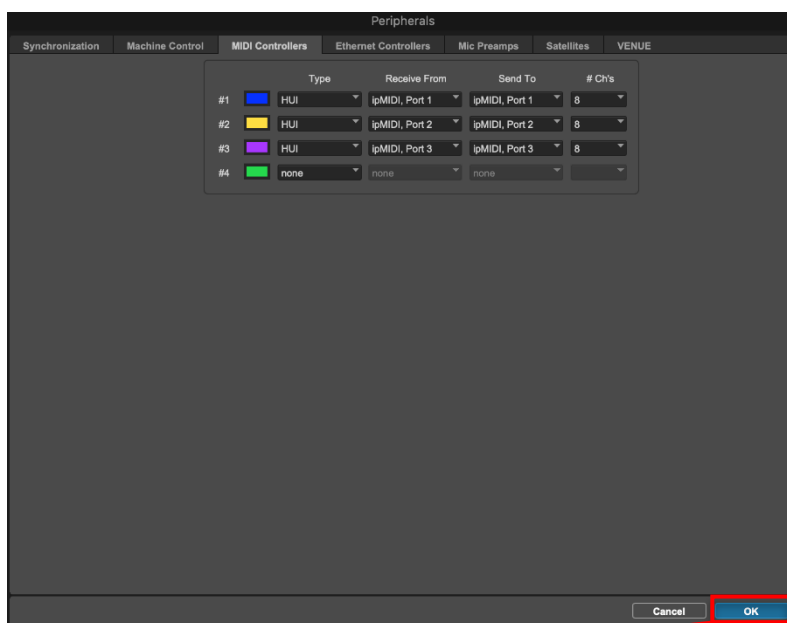 Peripherals
Synchronization Machine Control MIDI Controllers Ethernet Controllers Mic Preamps Satellites VENUE
Type Receive From Send To # Ch's
#1 HUI ipMIDI, Port 1 ipMIDI, Port 1 8
#2 HUI ipMIDI, Port 2 ipMIDI, Port 2 8
#3 HUI ipMIDI, Port 3 ipMIDI, Port 3 8
#4 none none none
Cancel OK